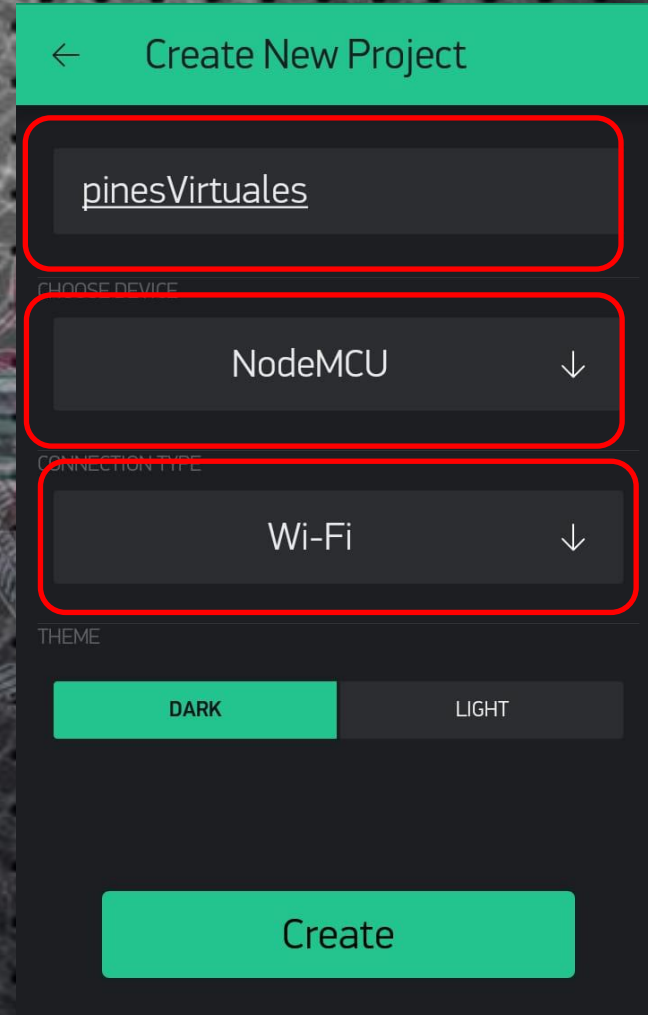 ← Create New Project
pinesVirtuales
CHOOSE DEVICE
NodeMCU ↓
CONNECTION TYPE
Wi-Fi ↓
THEME
DARK LIGHT
Create